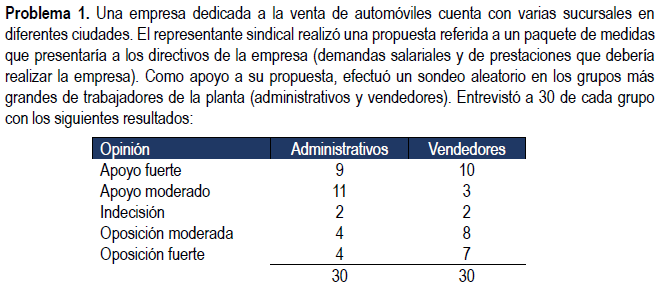 Problema 1. Una empresa dedicada a la venta de automóviles cuenta con varias sucursales en
diferentes ciudades. El representante sindical realizó una propuesta referida a un paquete de medidas
que presentaría a los directivos de la empresa (demandas salariales y de prestaciones que debería
realizar la empresa). Como apoyo a su propuesta, efectuó un sondeo aleatorio en los grupos más
grandes de trabajadores de la planta (administrativos y vendedores). Entrevistó a 30 de cada grupo
con los siguientes resultados:
Opinión Administrativos Vendedores
Apoyo fuerte 9 10
Apoyo moderado 11 3
Indecisión 2 2
Oposición moderada 4 8
Oposición fuerte 4 7
30 30